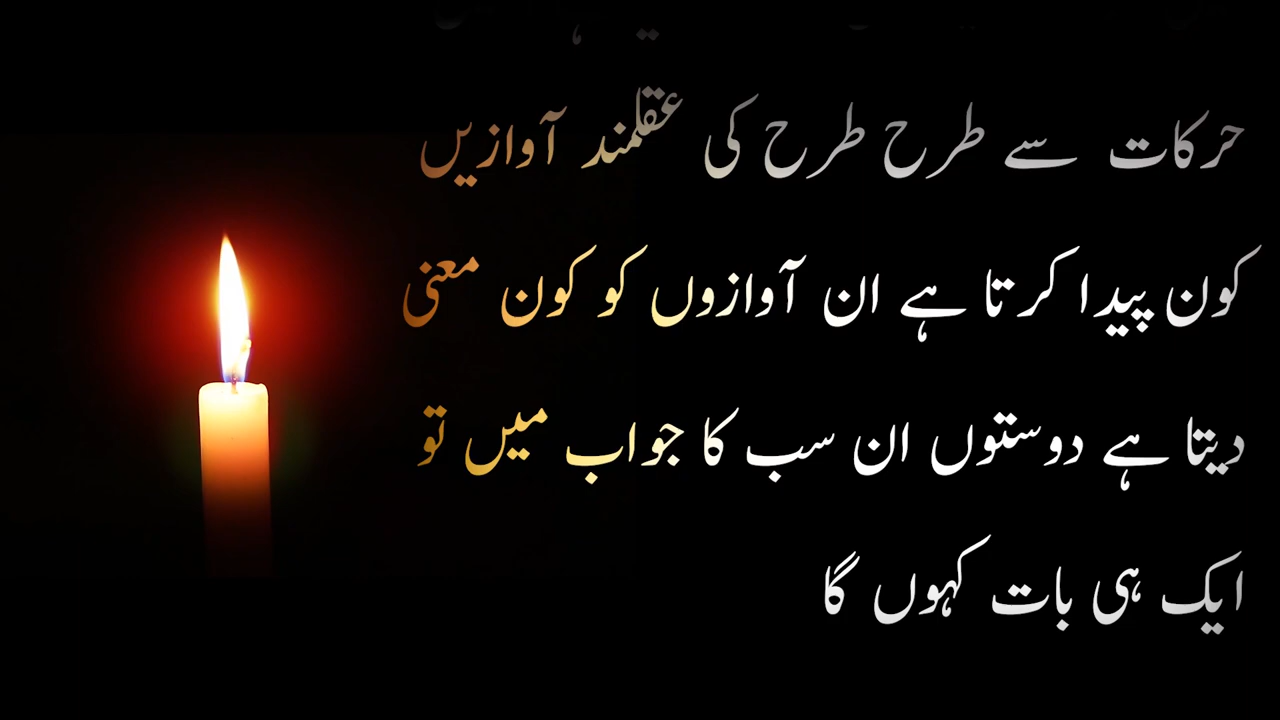 حرکات سے طرح طرح کی عقلمند آوازیں
کون پیدا کرتا ہے ان آوازوں کو کون معنی
دیتا ہے دوستوں ان سب کا جواب میں تو
ایک ہی بات کہوں گا